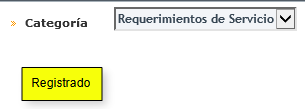 » Categoría Requerimientos de Servicio
Registrado